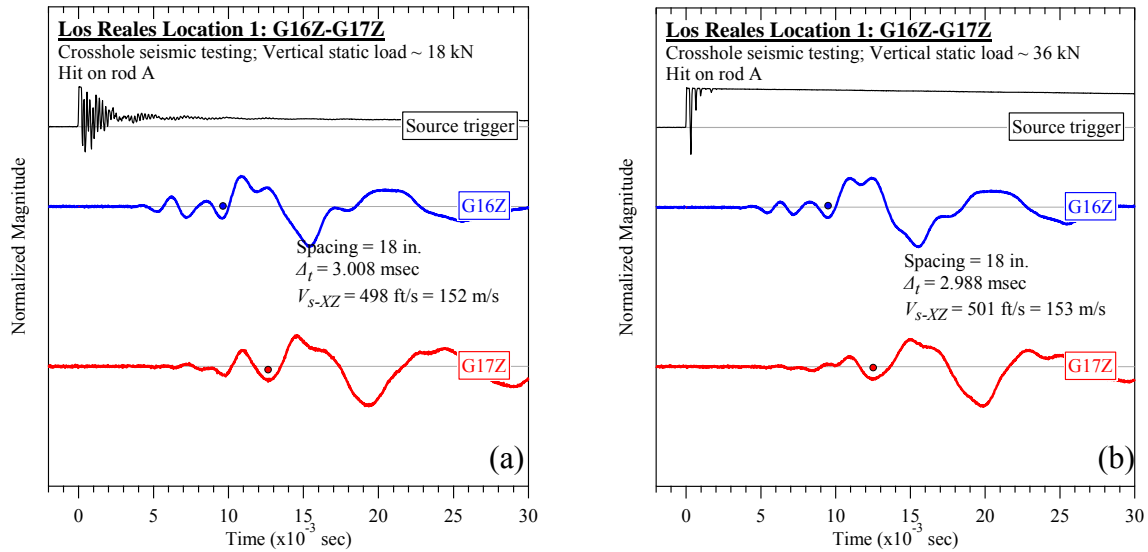 Los Reales Location 1: G16Z-G17Z
Crosshole seismic testing; Vertical static load ~ 18 kN
Hit on rod A
Source trigger
G16Z
Spacing = 18 in.
Δt = 3.008 msec
Vs-XZ = 498 ft/s = 152 m/s
G17Z
(a)
Normalized Magnitude
0 5 10 15 20 25 30
Time (x10-3 sec)
Los Reales Location 1: G16Z-G17Z
Crosshole seismic testing; Vertical static load ~ 36 kN
Hit on rod A
Source trigger
G16Z
Spacing = 18 in.
Δt = 2.988 msec
Vs-XZ = 501 ft/s = 153 m/s
G17Z
(b)
Normalized Magnitude
0 5 10 15 20 25 30
Time (x10-3 sec)